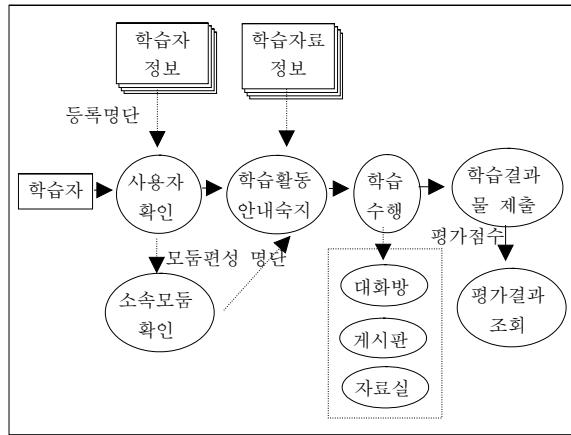 학습자
정보
학습자료
정보
등록명단
학습자
사용자
확인
학습활동
안내숙지
학습
수행
학습결과
물 제출
모둠편성 명단
평가점수
소속모둠
확인
대화방
게시판
자료실
평가결과
조회